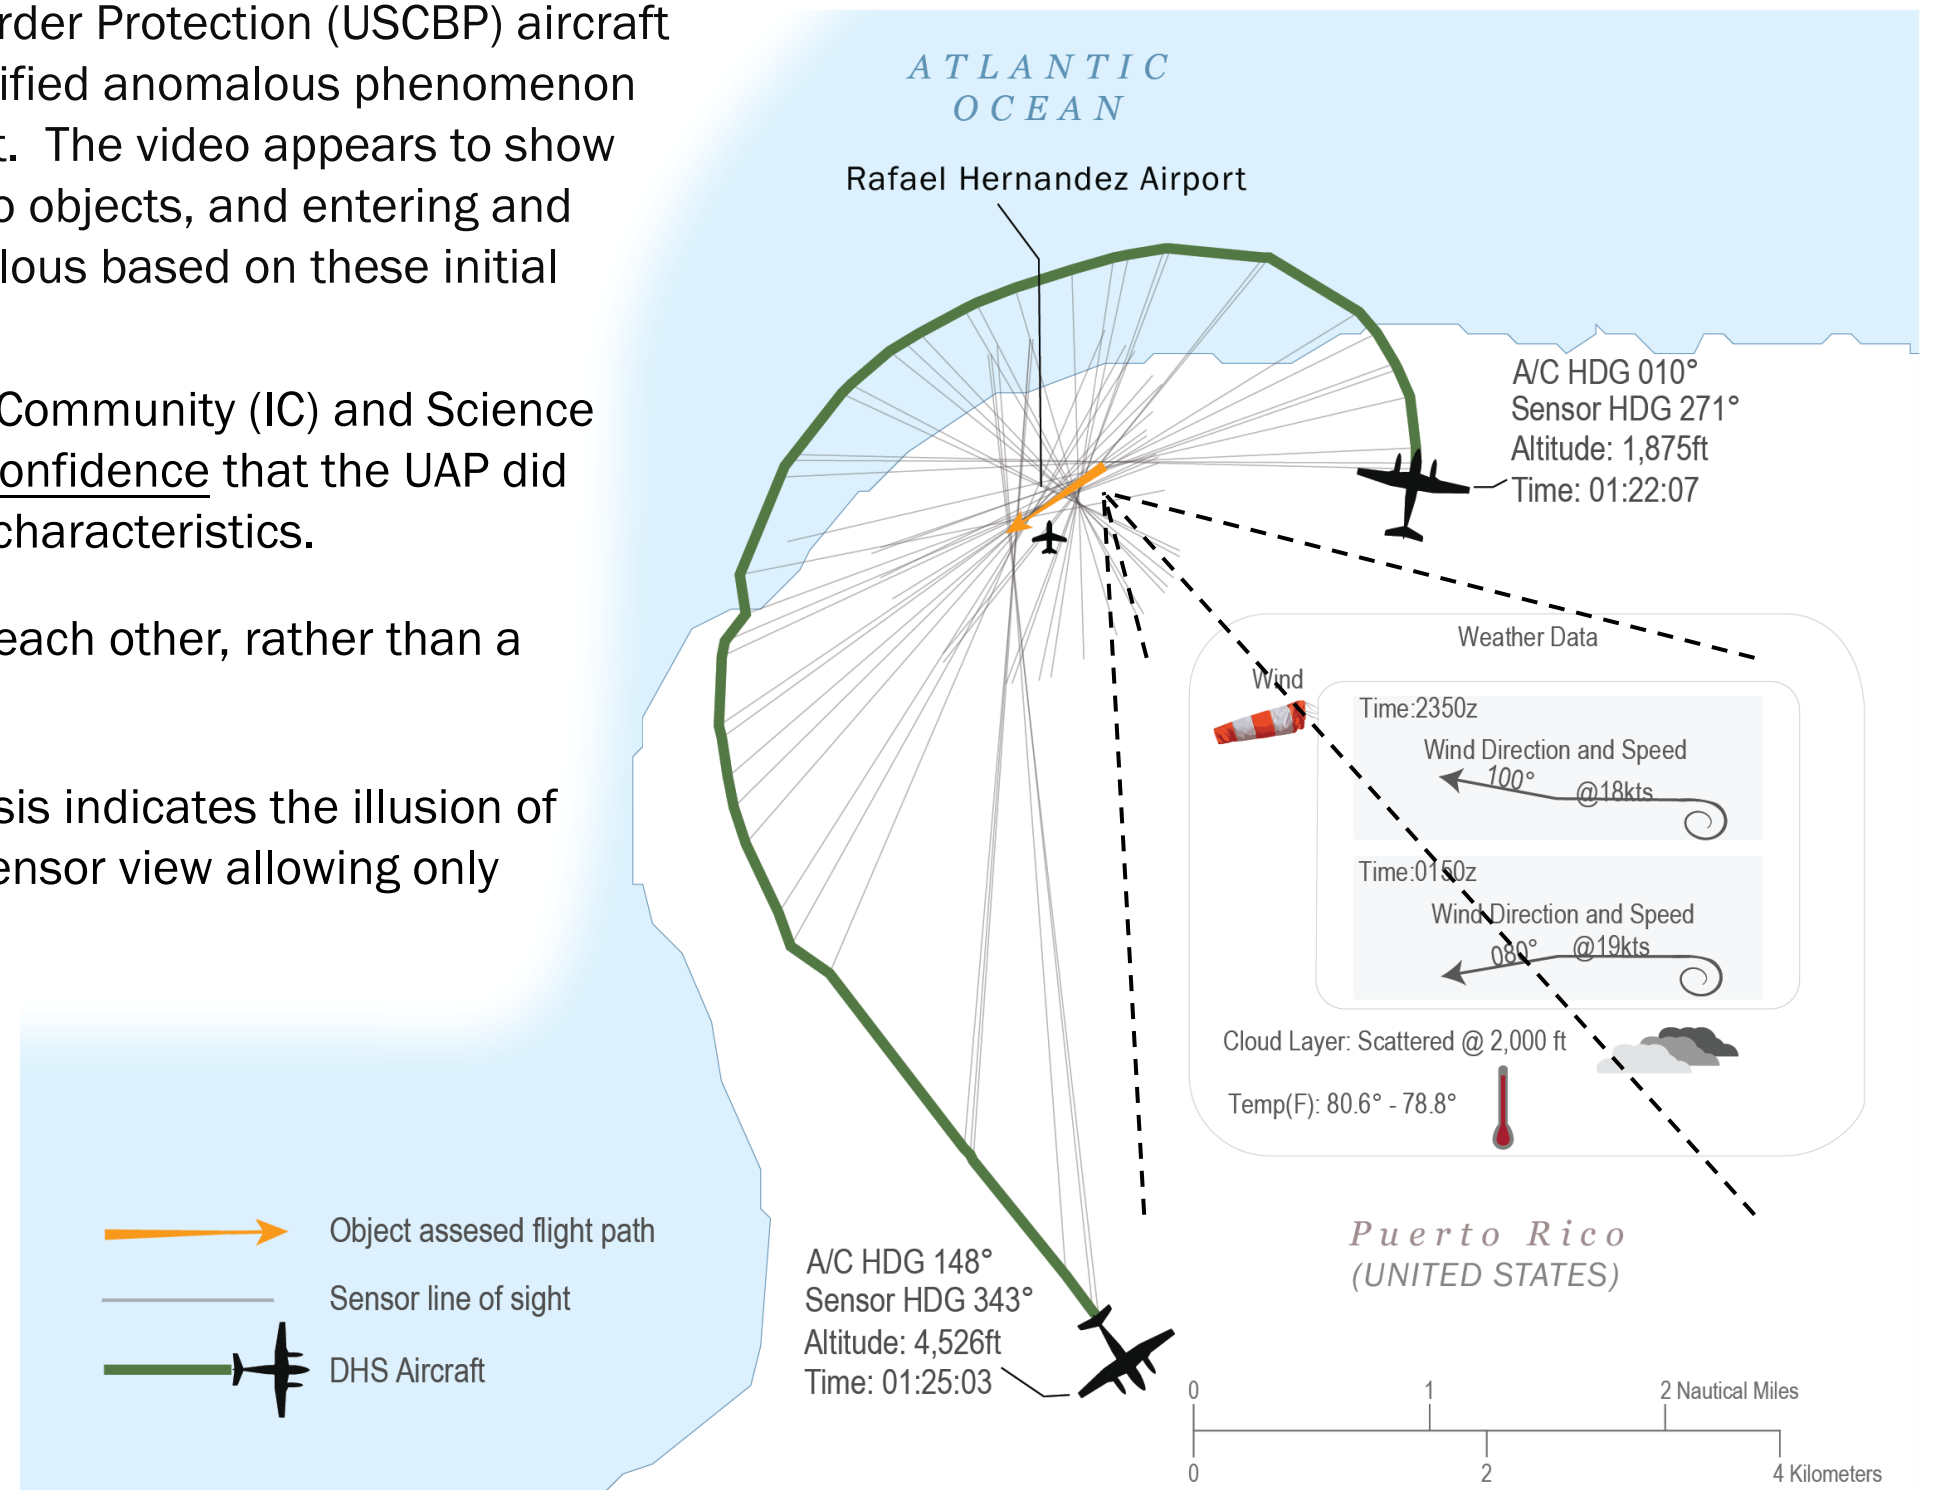 rder Protection (USCBP) aircraft
ified anomalous phenomenon
t. The video appears to show
o objects, and entering and
lous based on these initial
Community (IC) and Science
onfidence that the UAP did
characteristics.
each other, rather than a
sis indicates the illusion of
ensor view allowing only
ATLANTIC
OCEAN
Rafael Hernandez Airport
A/C HDG 010°
Sensor HDG 271°
Altitude: 1,875ft
Time: 01:22:07
Weather Data
Wind
Time:2350z
Wind Direction and Speed
100° @18kts
Time:0150z
Wind Direction and Speed
080° @19kts
Cloud Layer: Scattered @ 2,000 ft
Temp(F): 80.6° - 78.8°
Puerto Rico
(UNITED STATES)
Object assesed flight path
Sensor line of sight
DHS Aircraft
A/C HDG 148°
Sensor HDG 343°
Altitude: 4,526ft
Time: 01:25:03
0 1 2 Nautical Miles
0 2 4 Kilometers